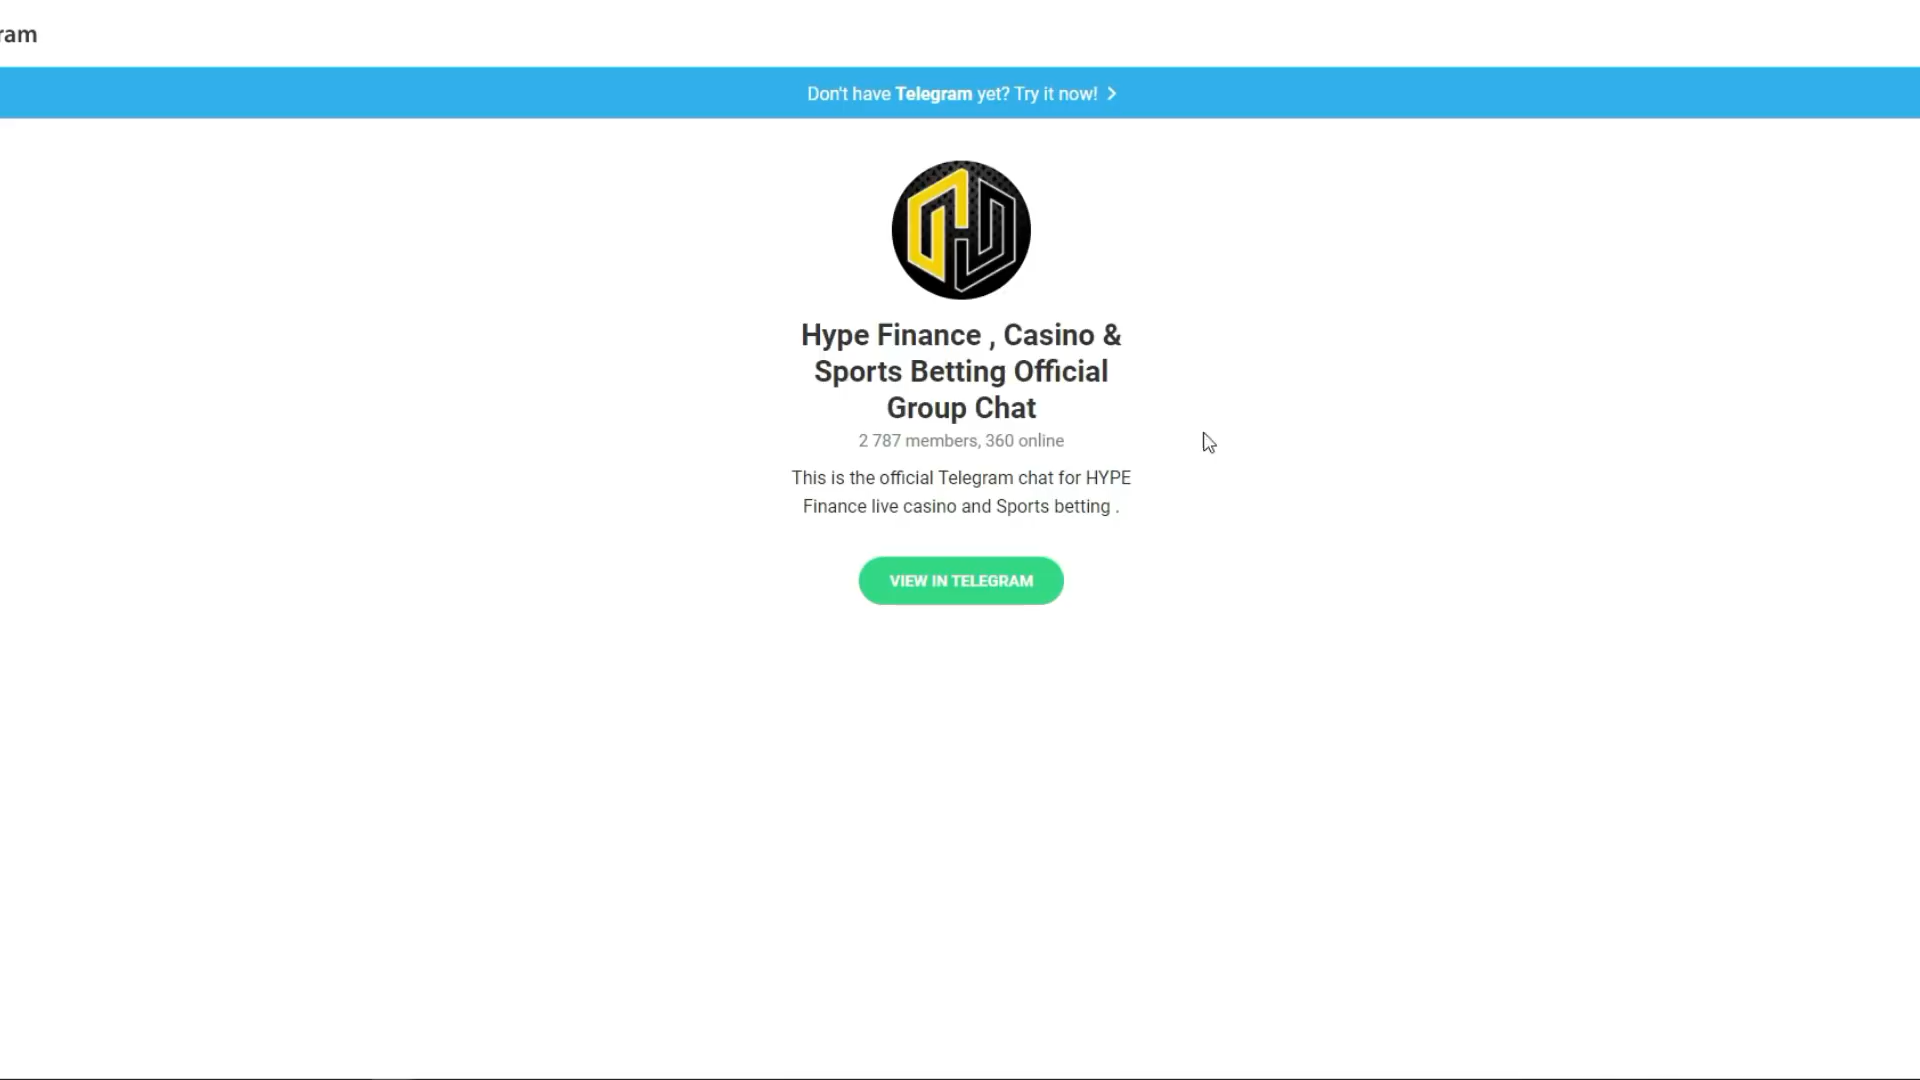 ram
Don't have Telegram yet? Try it now!
Hype Finance , Casino &
Sports Betting Official
Group Chat
2 787 members, 360 online
This is the official Telegram chat for HYPE
Finance live casino and Sports betting .
VIEW IN TELEGRAM